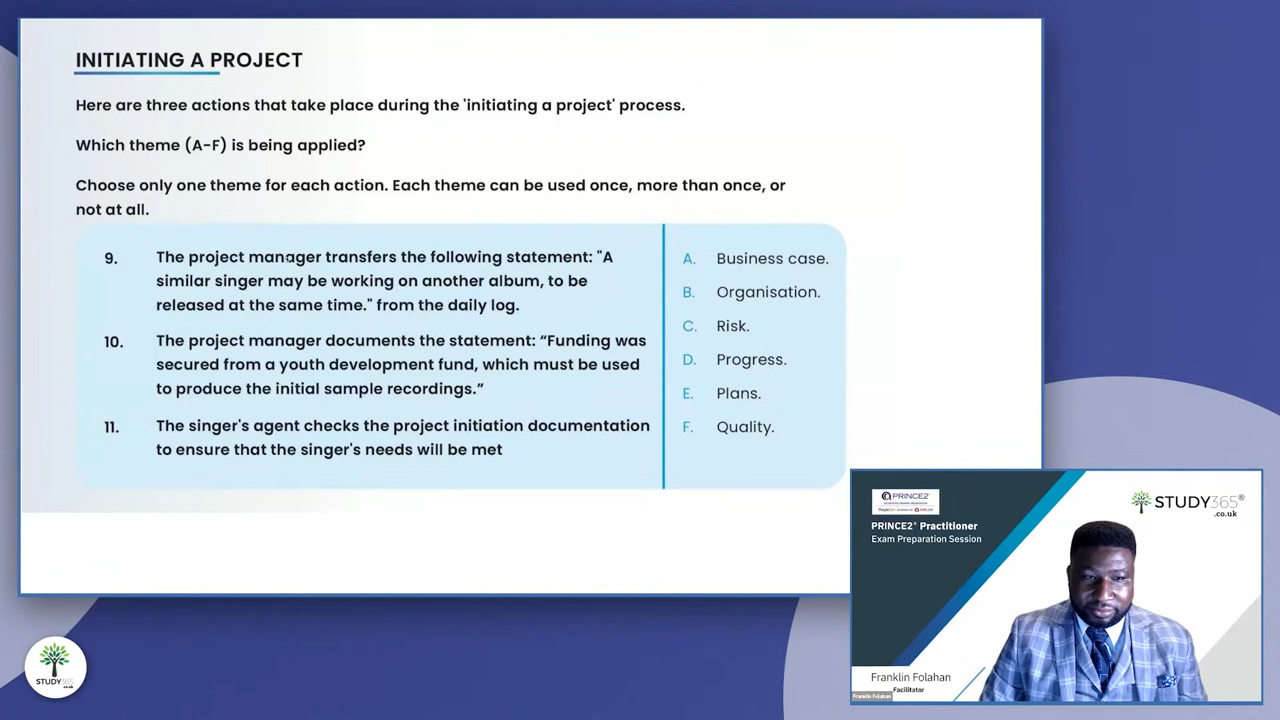 INITIATING A PROJECT
Here are three actions that take place during the 'initiating a project' process.
Which theme (A-F) is being applied?
Choose only one theme for each action. Each theme can be used once, more than once, or
not at all.
9. The project manager transfers the following statement: "A
similar singer may be working on another album, to be
released at the same time." from the daily log.
10. The project manager documents the statement: “Funding was
secured from a youth development fund, which must be used
to produce the initial sample recordings.”
11. The singer's agent checks the project initiation documentation
to ensure that the singer's needs will be met
A. Business case.
B. Organisation.
C. Risk.
D. Progress.
E. Plans.
F. Quality.
PRINCE2®
PRINCE2® Practitioner
Exam Preparation Session
STUDY365®
.co.uk
Franklin Folahan
Facilitator
Franklin Folahan
STUDY365
.co.uk